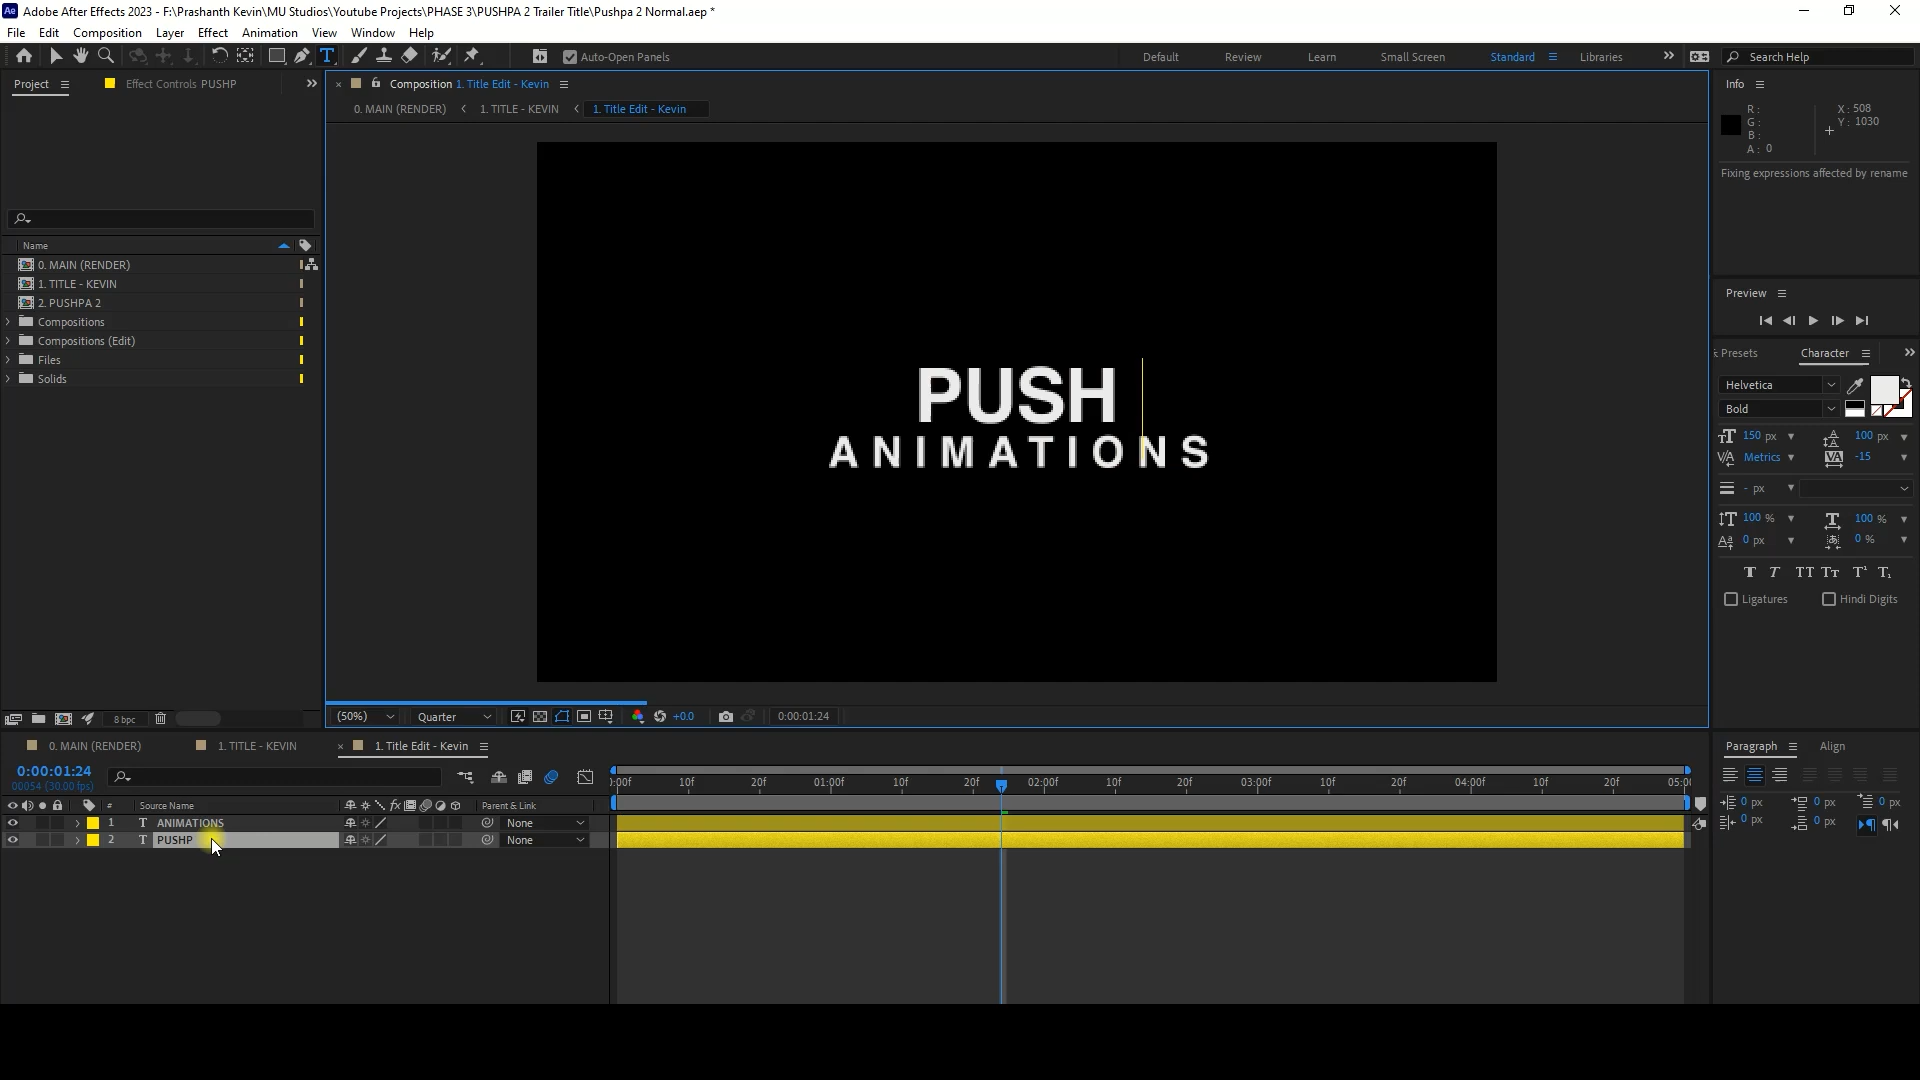 Adobe After Effects 2023 - F:\Prashanth Kevin\MU Studios\Youtube Projects\PHASE 3\PUSHPA 2 Trailer Title\Pushpa 2 Normal.aep *
File Edit Composition Layer Effect Animation View Window Help
Auto-Open Panels
Default Review Learn Small Screen Standard Libraries
Search Help
Project
Effect Controls PUSHP
Composition 1. Title Edit - Kevin
0. MAIN (RENDER) 1. TITLE - KEVIN 1. Title Edit - Kevin
Name
0. MAIN (RENDER)
1. TITLE - KEVIN
2. PUSHPA 2
Compositions
Compositions (Edit)
Files
Solids
8 bpc
PUSH
ANIMATIONS
(50%) Quarter +0.0 0:00:01:24
Info
R: X: 508
G: Y: 1030
B:
A: 0
Fixing expressions affected by rename
Preview
Presets Character
Helvetica
Bold
150 px 100 px
Metrics -15
- px
100 % 100 %
0 px 0 %
Ligatures Hindi Digits
Paragraph Align
0 px 0 px 0 px
0 px 0 px
0. MAIN (RENDER) 1. TITLE - KEVIN 1. Title Edit - Kevin
0:00:01:24
00054 (30.00 fps)
# Source Name Parent & Link
1 ANIMATIONS None
2 PUSHP None
:00f 10f 20f 01:00f 10f 20f 02:00f 10f 20f 03:00f 10f 20f 04:00f 10f 20f 05:00